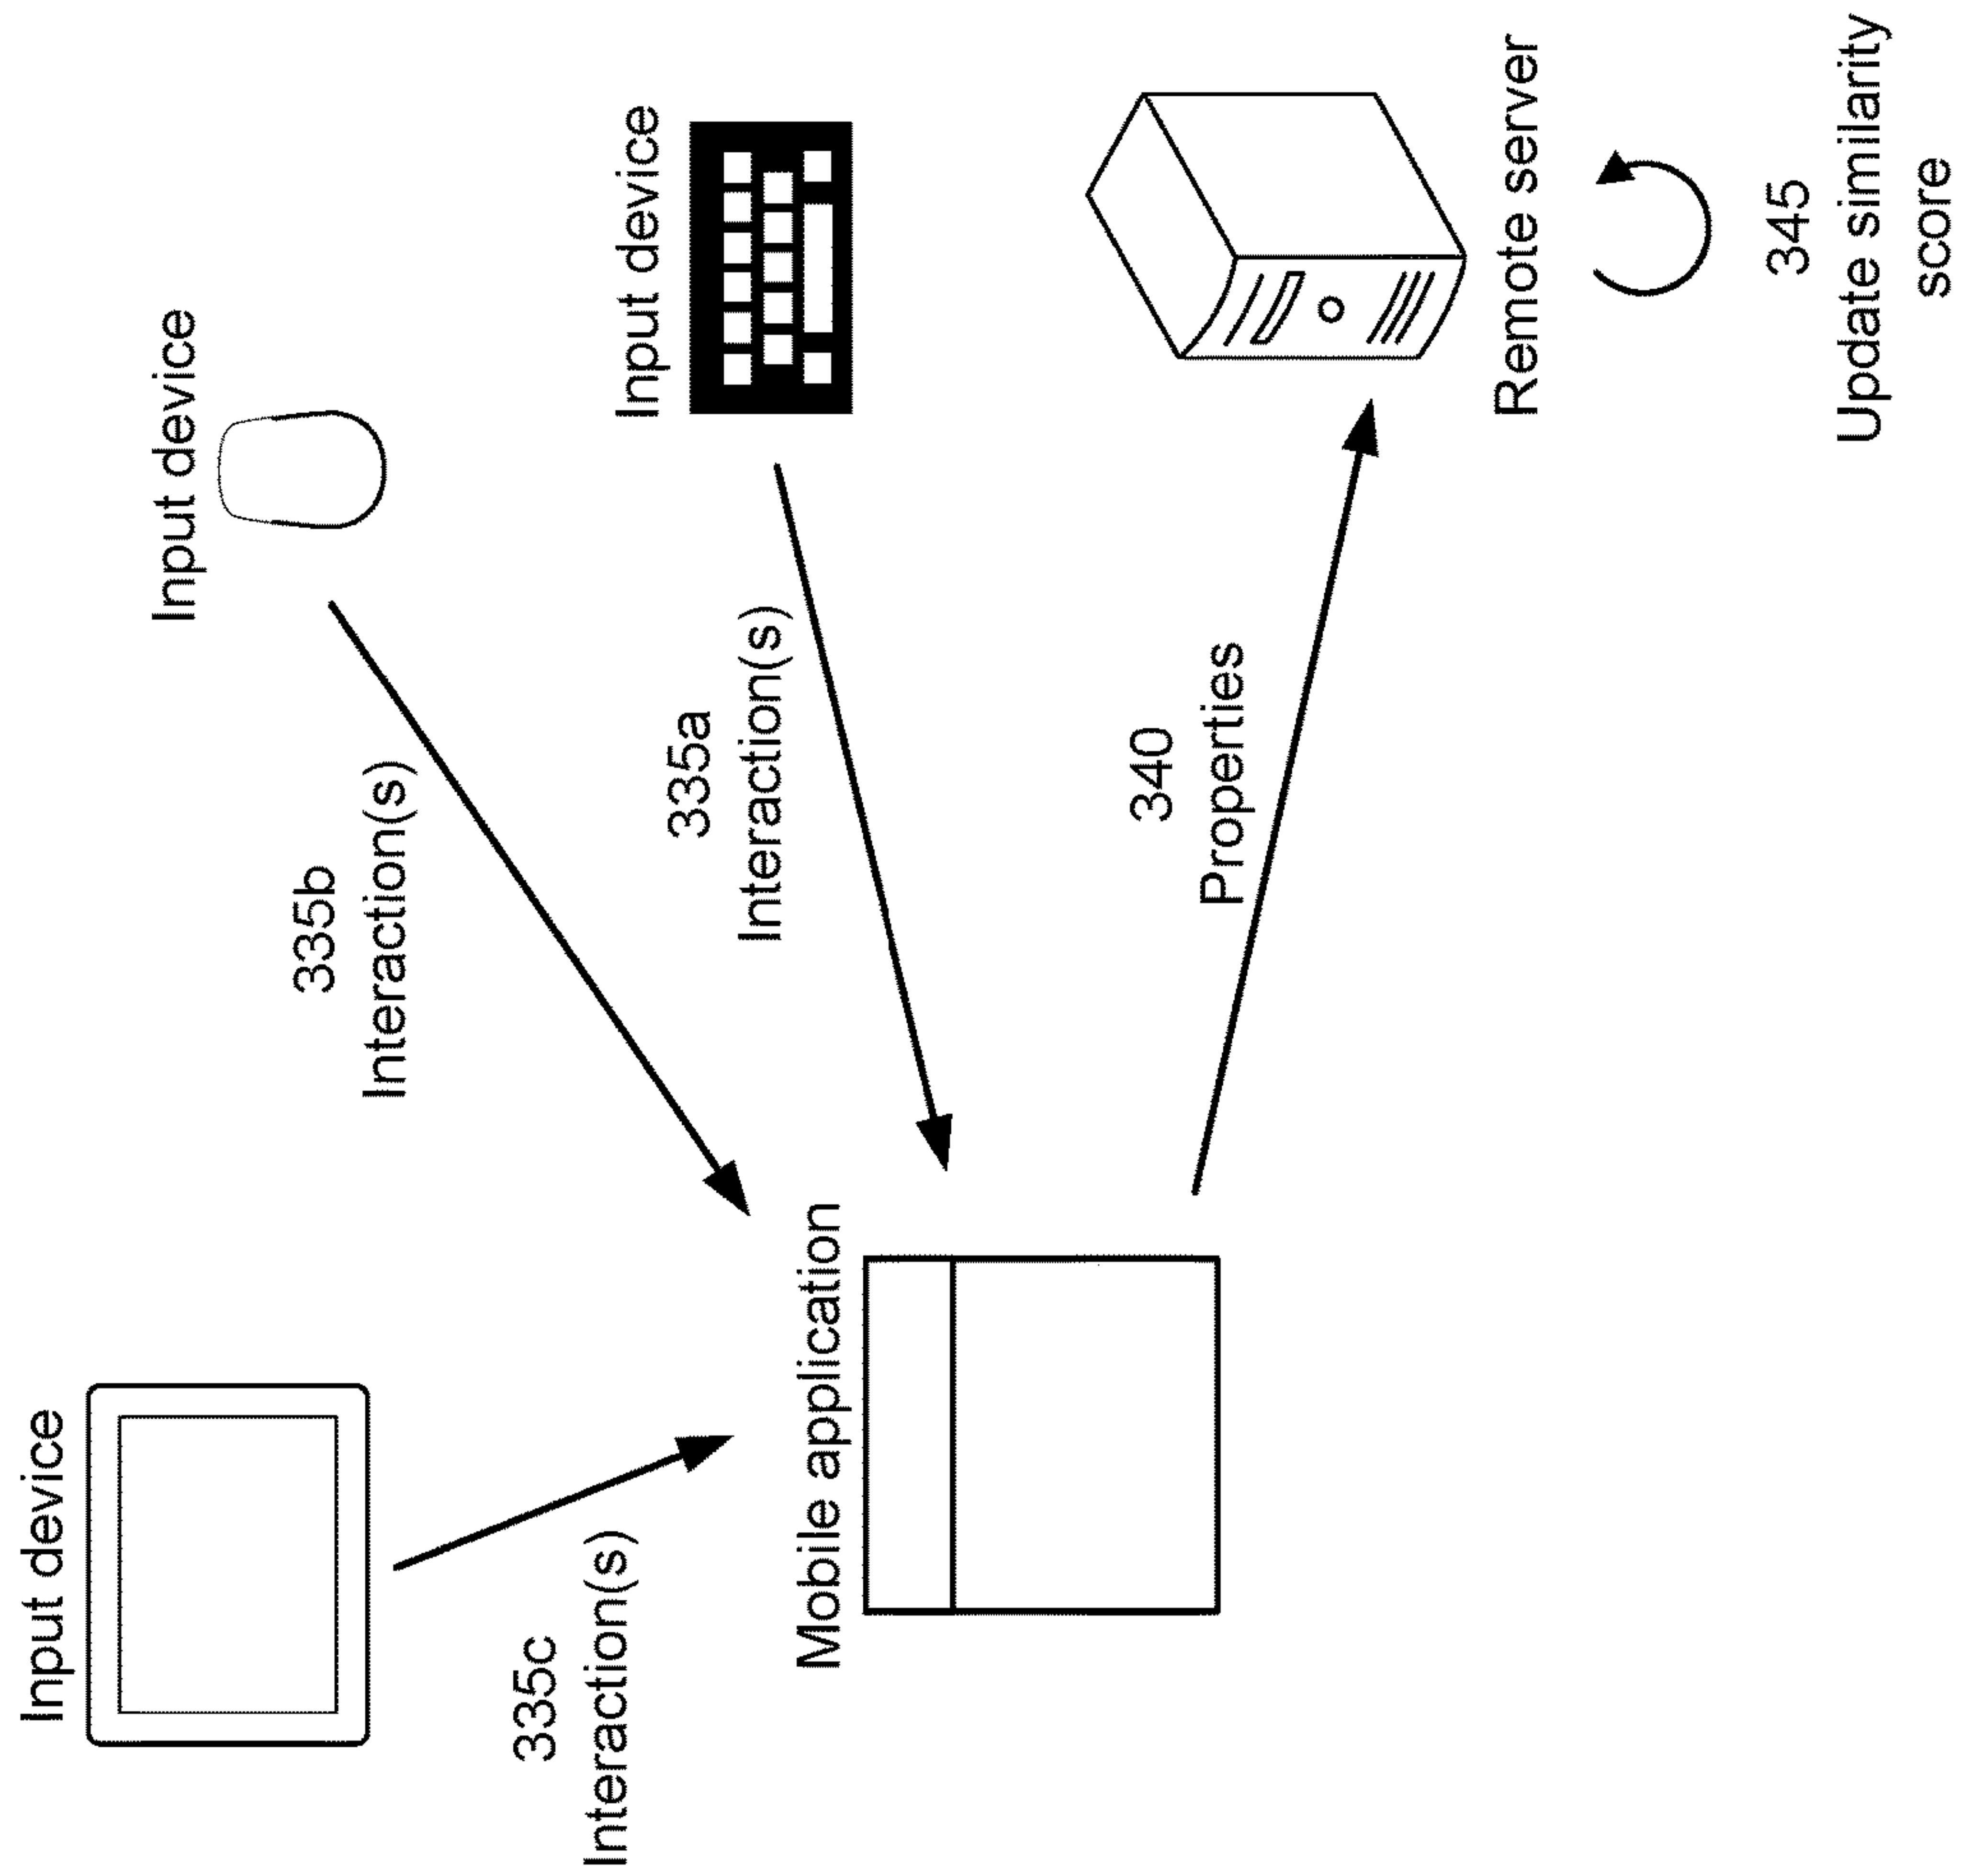 Input device
335c
Interaction(s)
Input device
335b
Interaction(s)
Input device
335a
Interaction(s)
Mobile application
340
Properties
Remote server
345
Update similarity
score